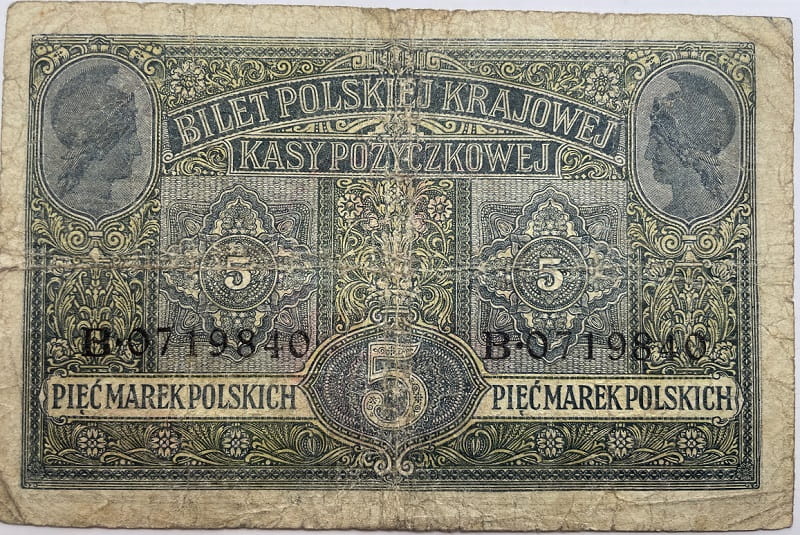 BILET POLSKIEJ KRAJOWEJ
KASY POŻYCZKOWEJ
5 5
B·0719840 B·0719840
5
PIĘĆ MAREK POLSKICH PIĘĆ MAREK POLSKICH